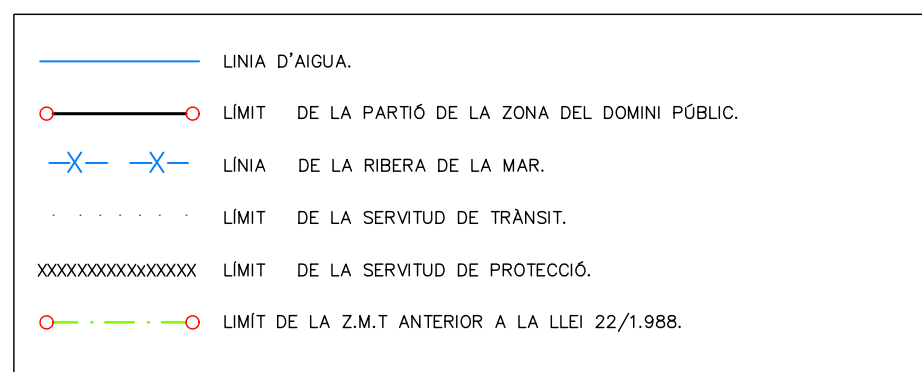 LINIA D'AIGUA.
LÍMIT DE LA PARTIÓ DE LA ZONA DEL DOMINI PÚBLIC.
X X LÍNIA DE LA RIBERA DE LA MAR.
LÍMIT DE LA SERVITUD DE TRÀNSIT.
XXXXXXXXXXxXXXXX LÍMIT DE LA SERVITUD DE PROTECCIÓ.
LIMÍT DE LA Z.M.T ANTERIOR A LA LLEI 22/1.988.